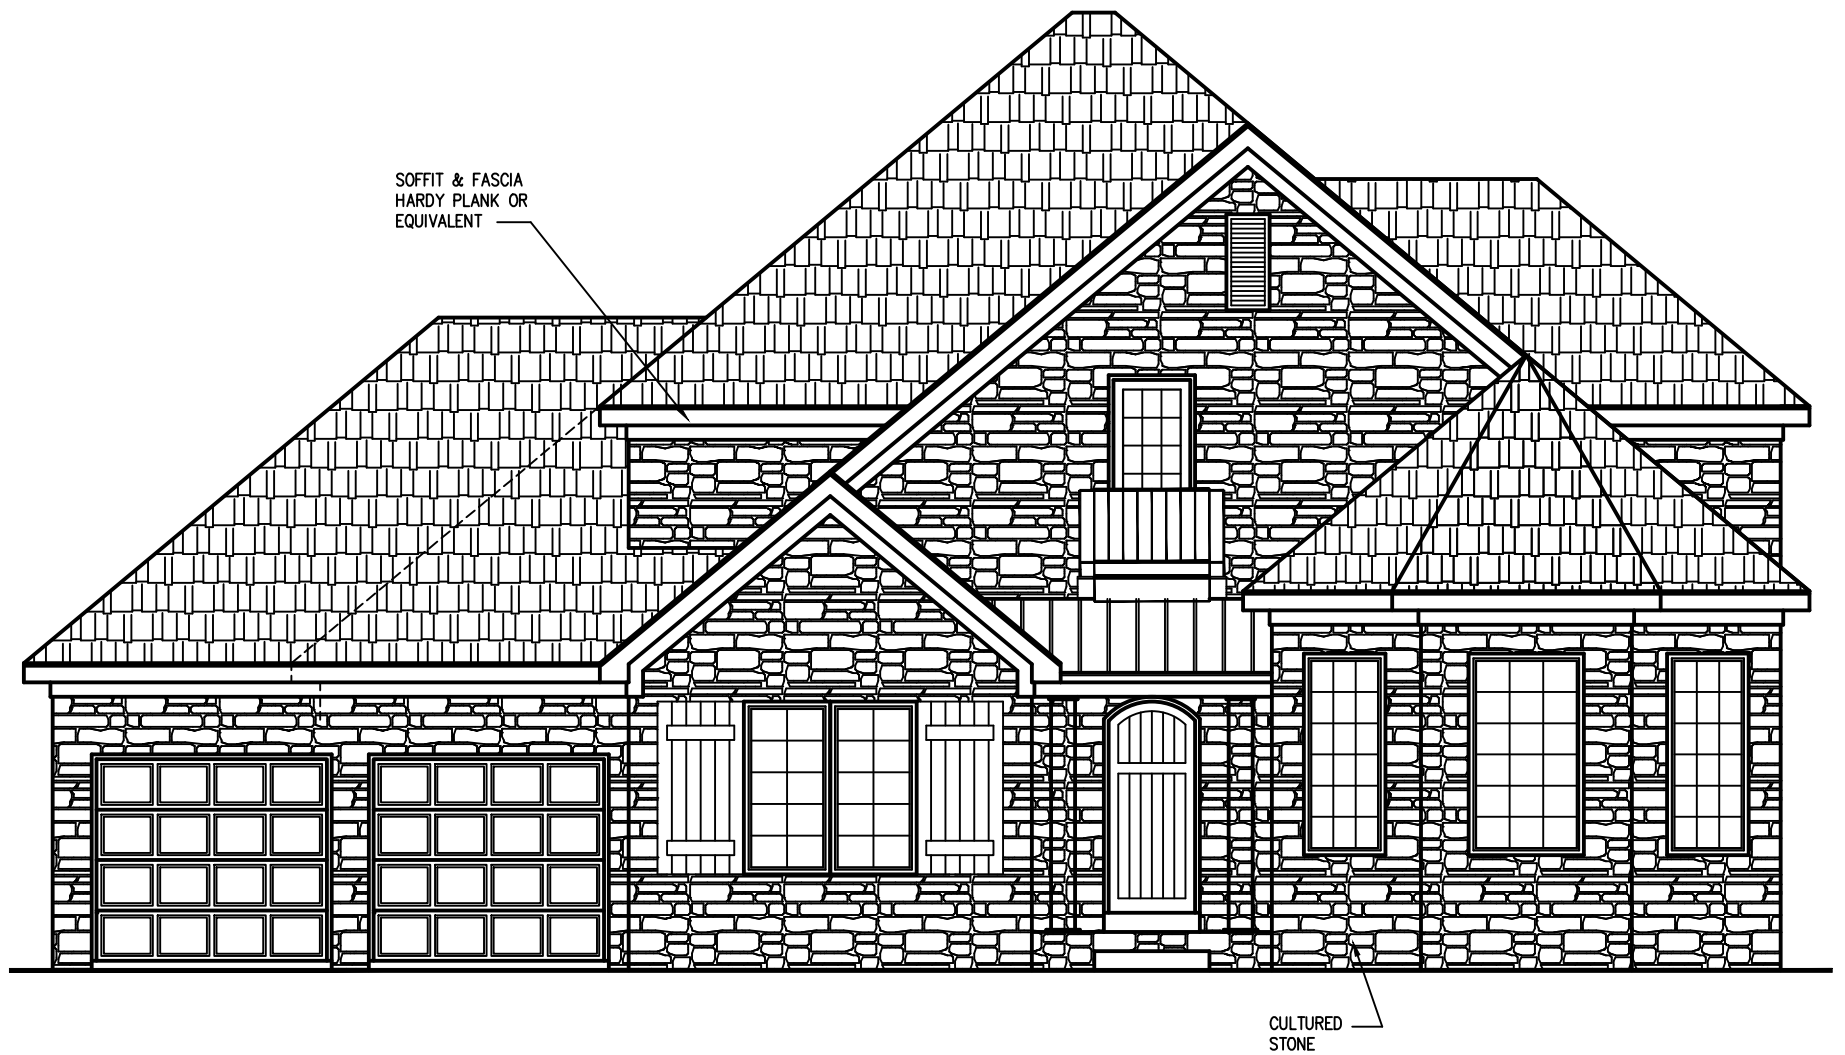 SOFFIT & FASCIA
HARDY PLANK OR
EQUIVALENT
CULTURED
STONE